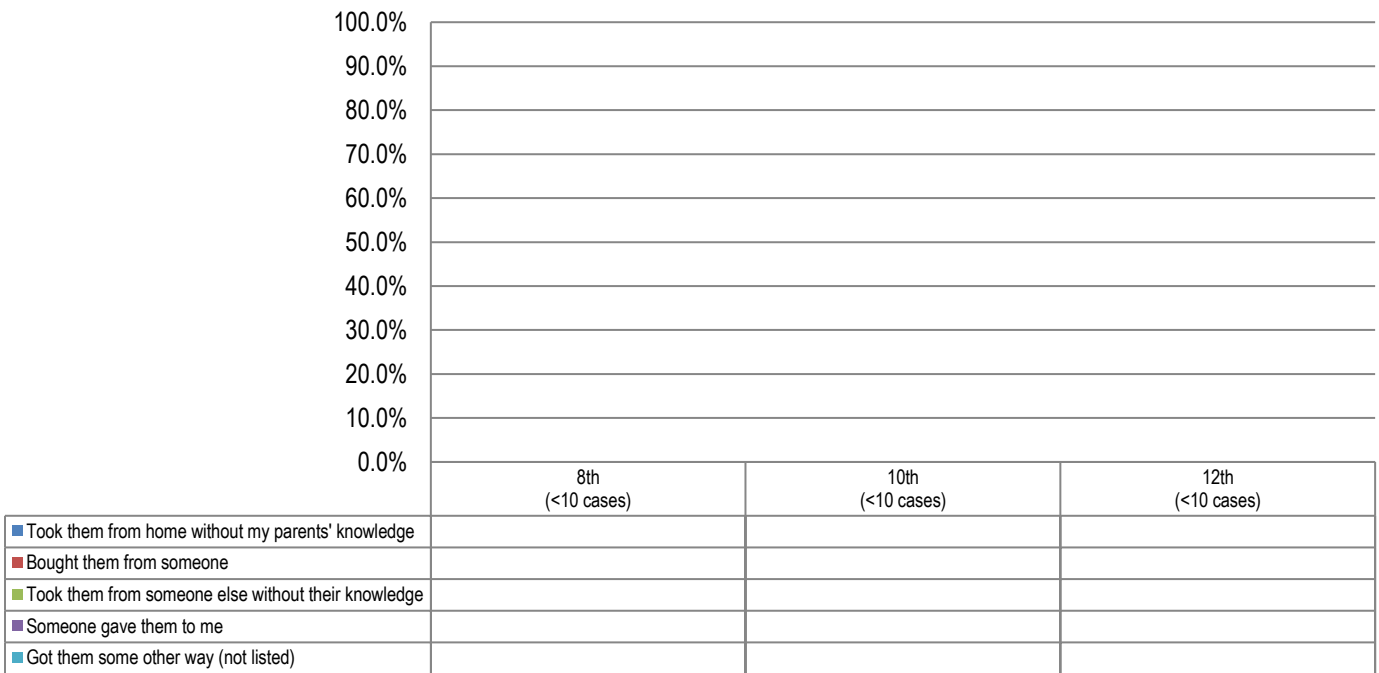 100.0%
90.0%
80.0%
70.0%
60.0%
50.0%
40.0%
30.0%
20.0%
10.0%
0.0%
8th 10th 12th
(<10 cases) (<10 cases) (<10 cases)
Took them from home without my parents' knowledge
Bought them from someone
Took them from someone else without their knowledge
Someone gave them to me
Got them some other way (not listed)